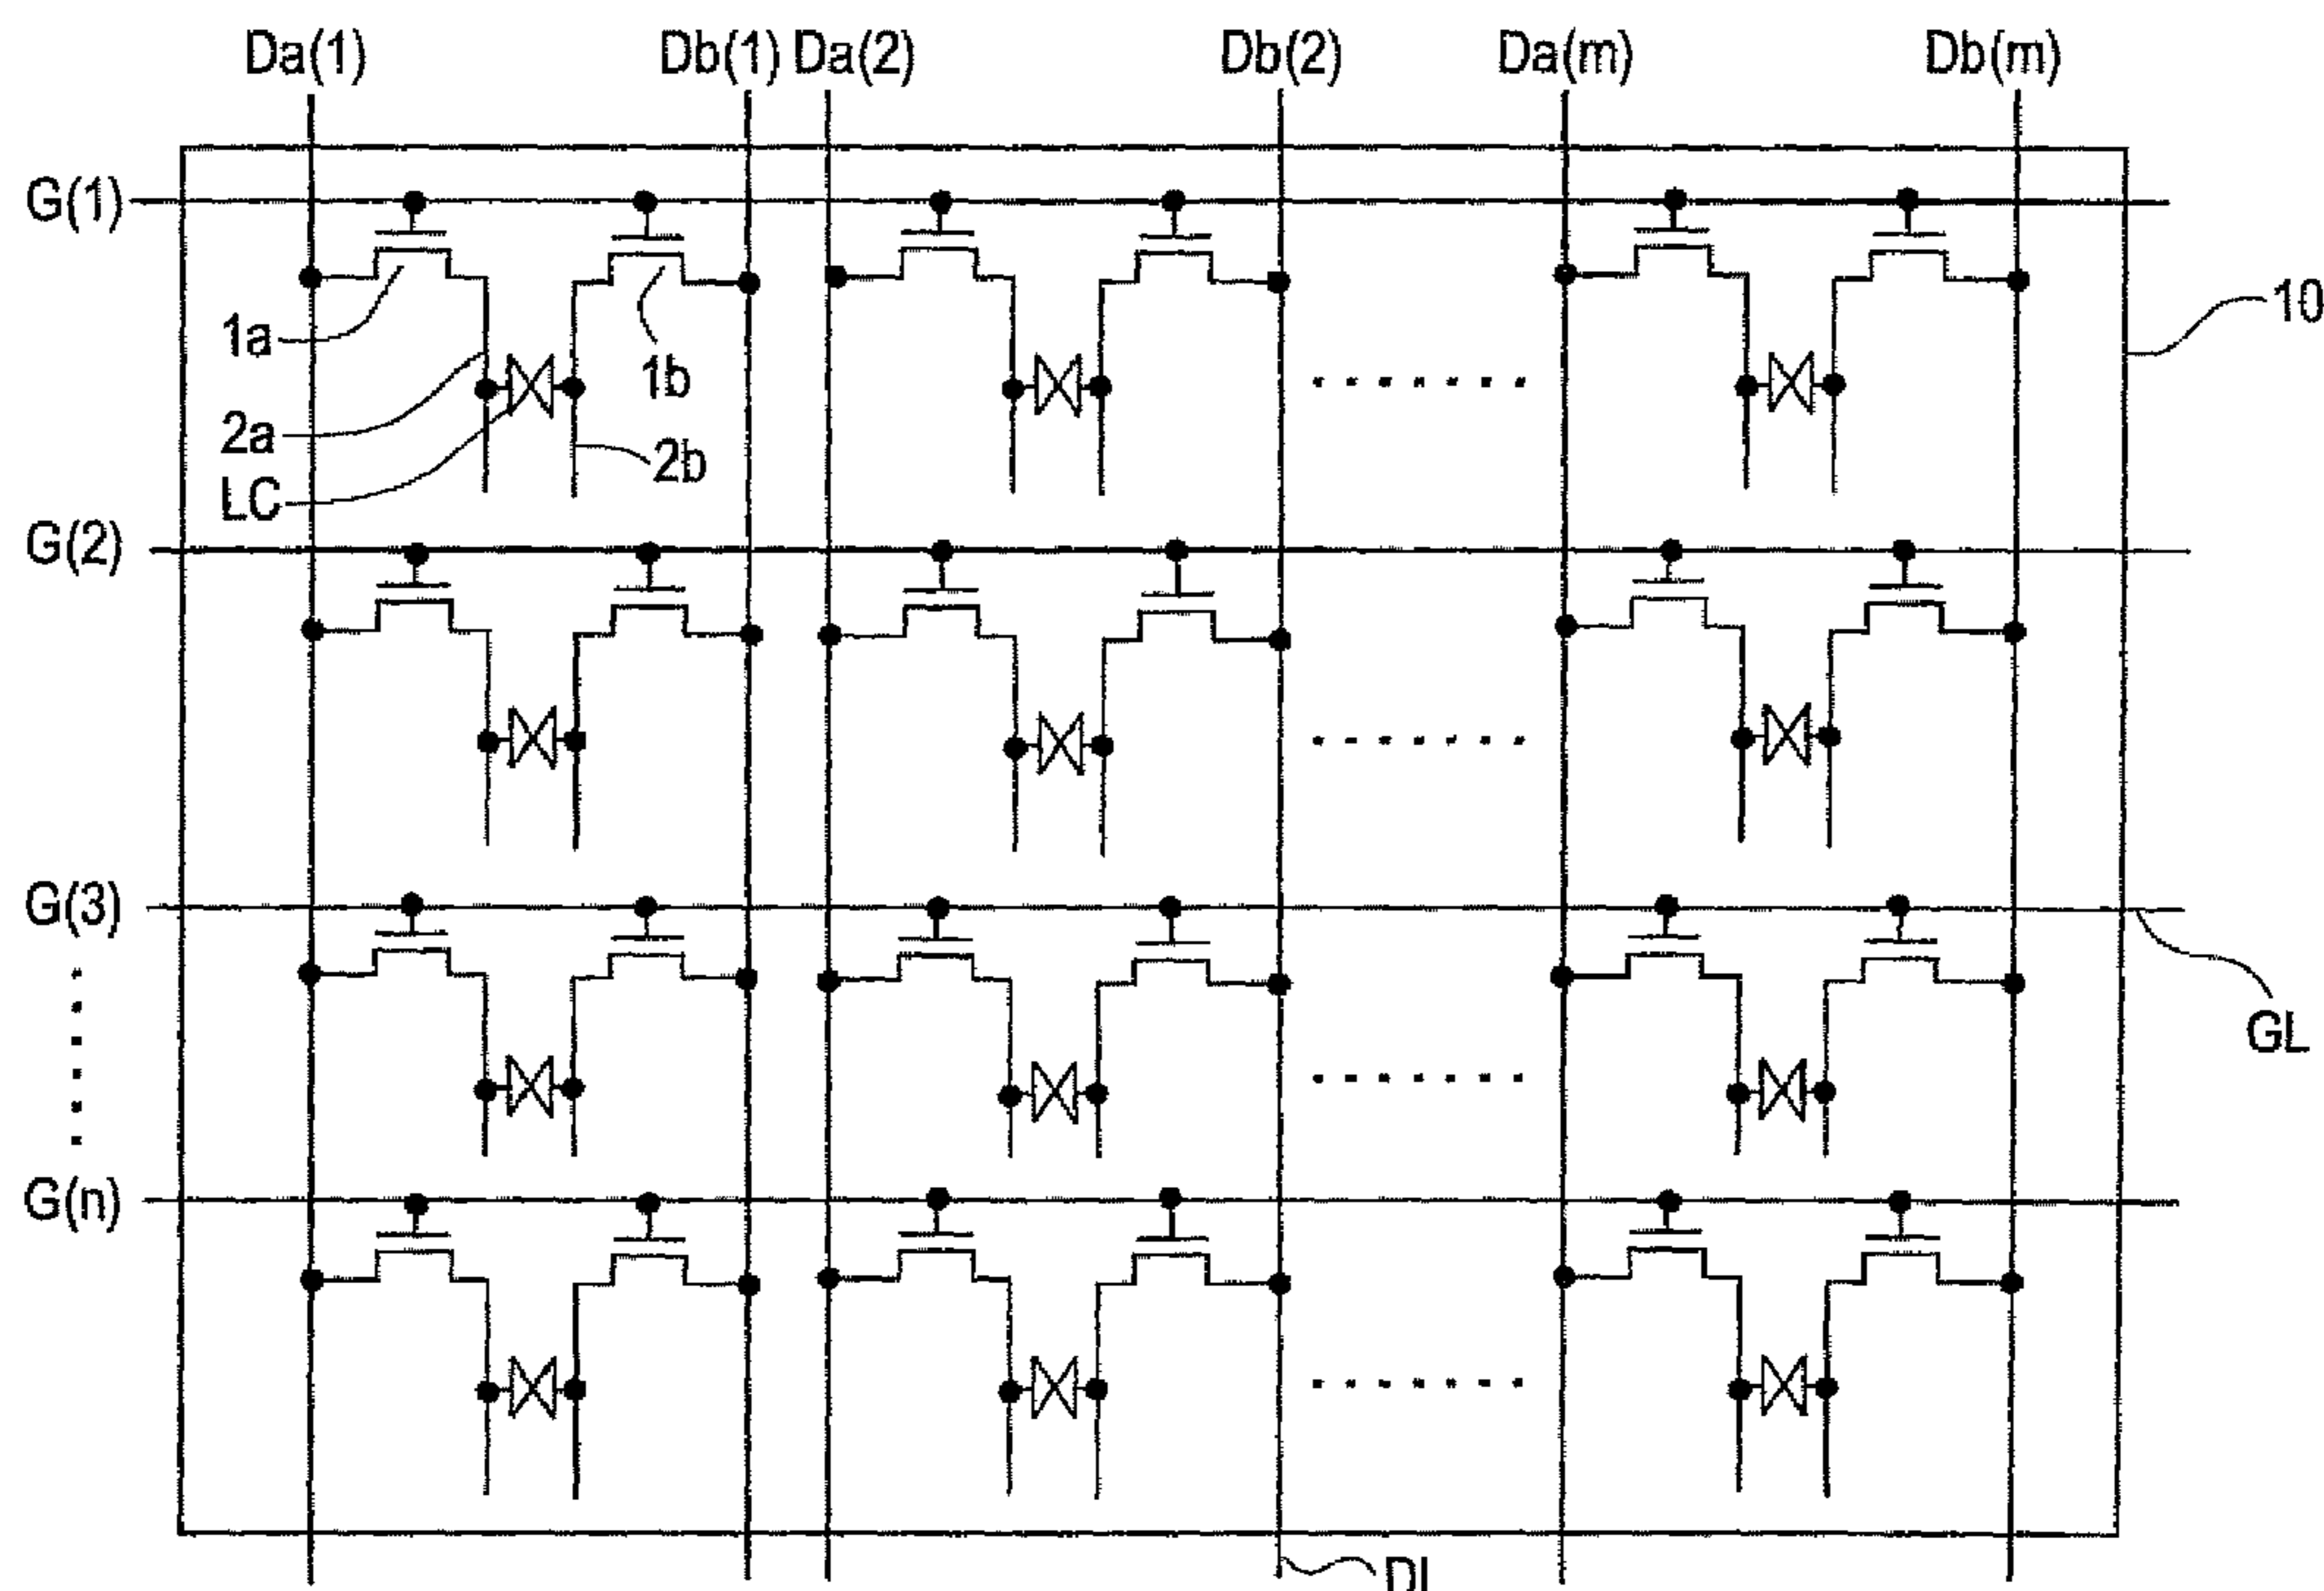 Da(1) Db(1) Da(2) Db(2) Da(m) Db(m)
G(1)
10
1a
1b
2a
2b
LC
G(2)
G(3)
GL
G(n)